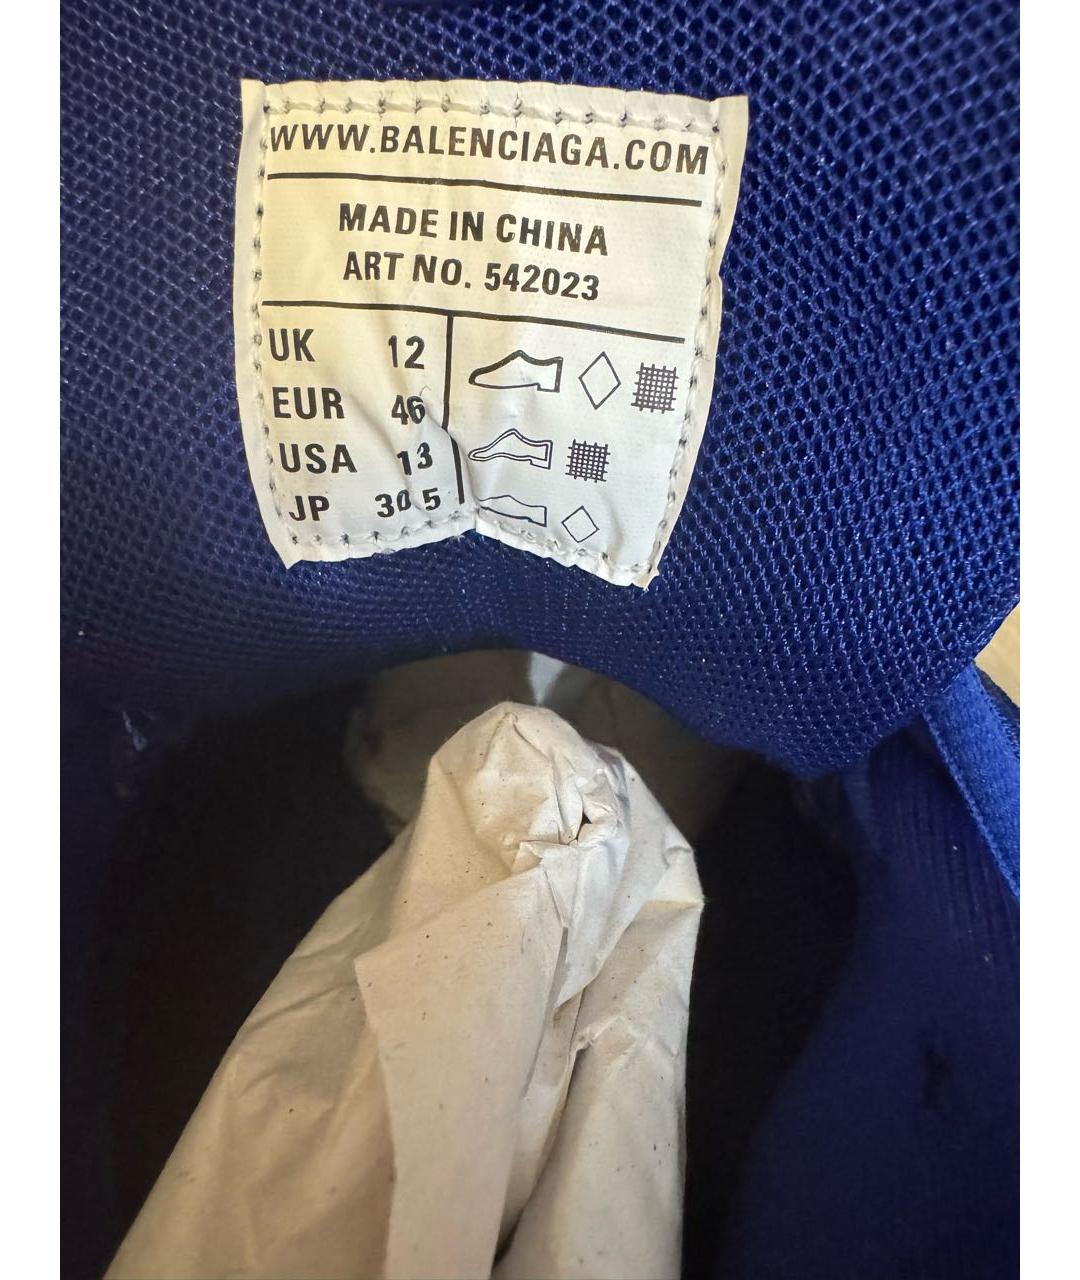 WWW.BALENCIAGA.COM
MADE IN CHINA
ART NO. 542023
UK 12
EUR 46
USA 13
JP 30 5